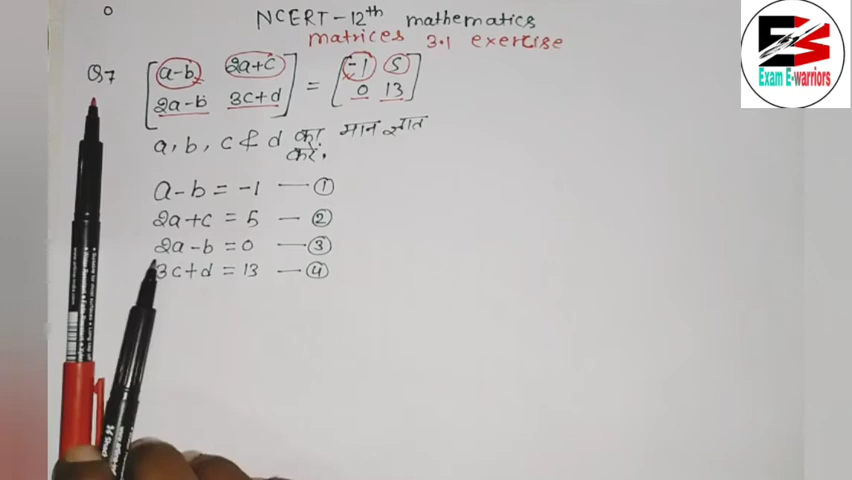 NCERT - 12th mathematics
matrices 3.1 exercise
Q7 [a-b 2a+c] = [-1 5]
[2a-b 3c+d] [0 13]
a, b, c & d का मान ज्ञात
करें.
a-b = -1 — ①
2a+c = 5 — ②
2a-b = 0 — ③
3c+d = 13 — ④
Exam E-warriors